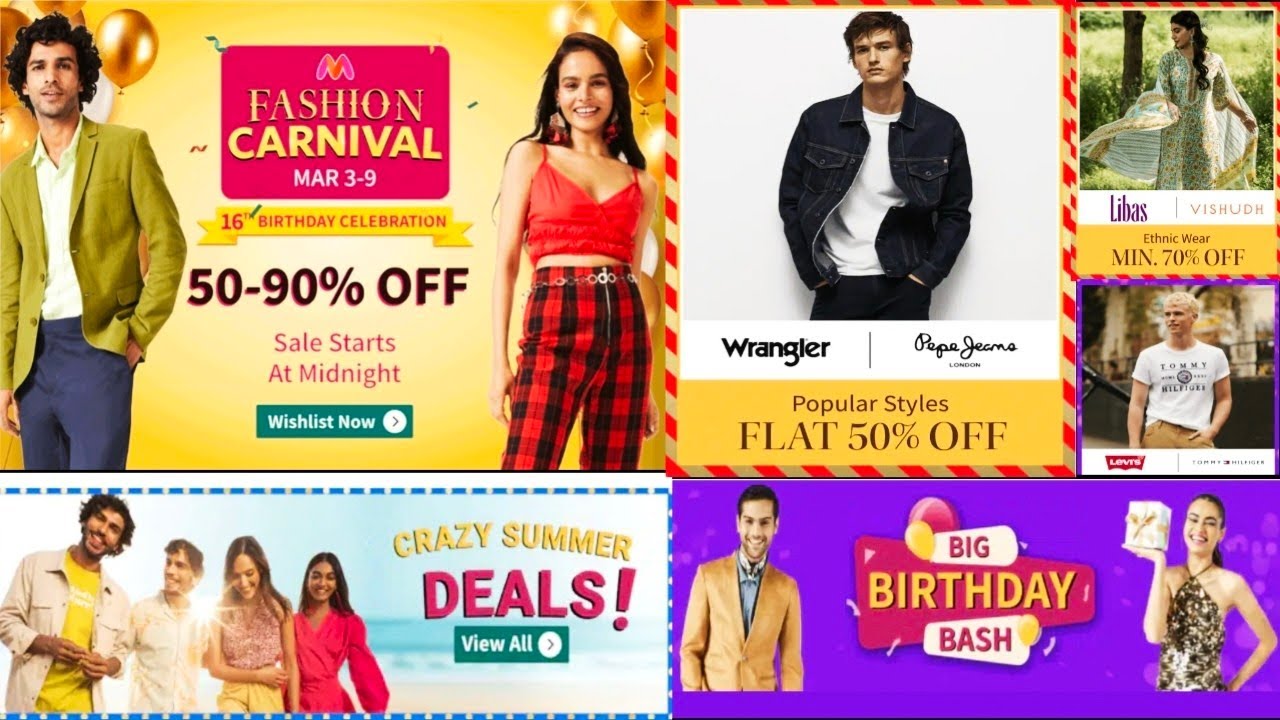 FASHION
CARNIVAL
MAR 3-9
16TH BIRTHDAY CELEBRATION
50-90% OFF
Sale Starts
At Midnight
Wishlist Now
Wrangler
Pepe Jeans
LONDON
Popular Styles
FLAT 50% OFF
Libas
VISHUDH
Ethnic Wear
MIN. 70% OFF
TOMMY
HILFIGER
Levi's
TOMMY HILFIGER
CRAZY SUMMER
DEALS!
View All
BIG
BIRTHDAY
BASH